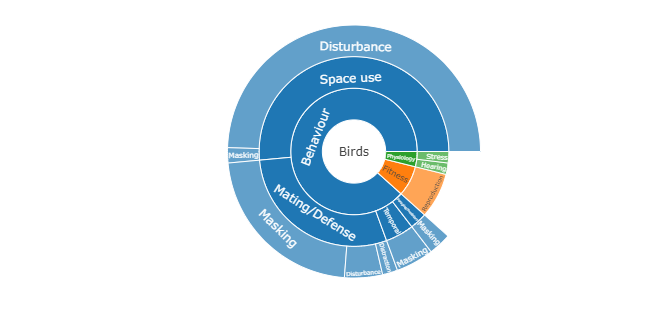 Disturbance
Space use
Behaviour
Birds
Physiology
Stress
Hearing
Masking
Fitness
Reproduction
Mating/Defense
Masking
Temporal
Masking
Masking
Disturbance
Distraction